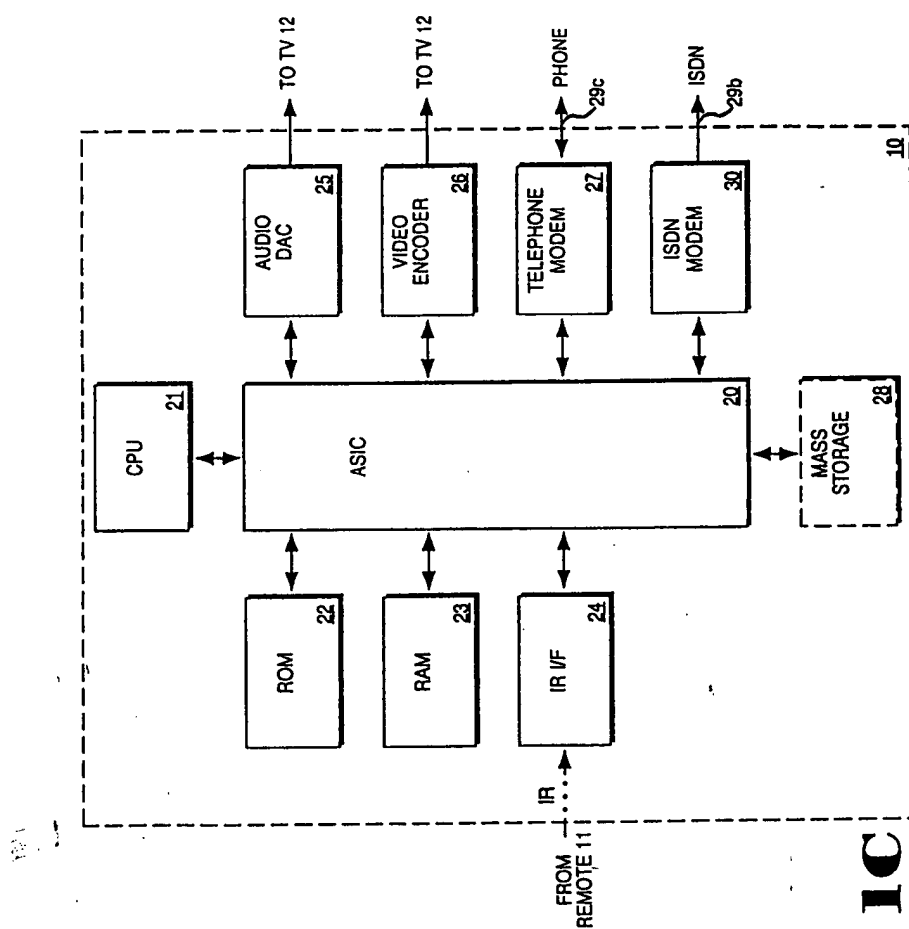 CPU
21
ROM
22
RAM
23
FROM
REMOTE 11
IR
IR I/F
24
ASIC
20
AUDIO
DAC
25
TO TV 12
VIDEO
ENCODER
26
TO TV 12
TELEPHONE
MODEM
27
PHONE
29c
ISDN
MODEM
30
ISDN
29b
MASS
STORAGE
28
10
1C